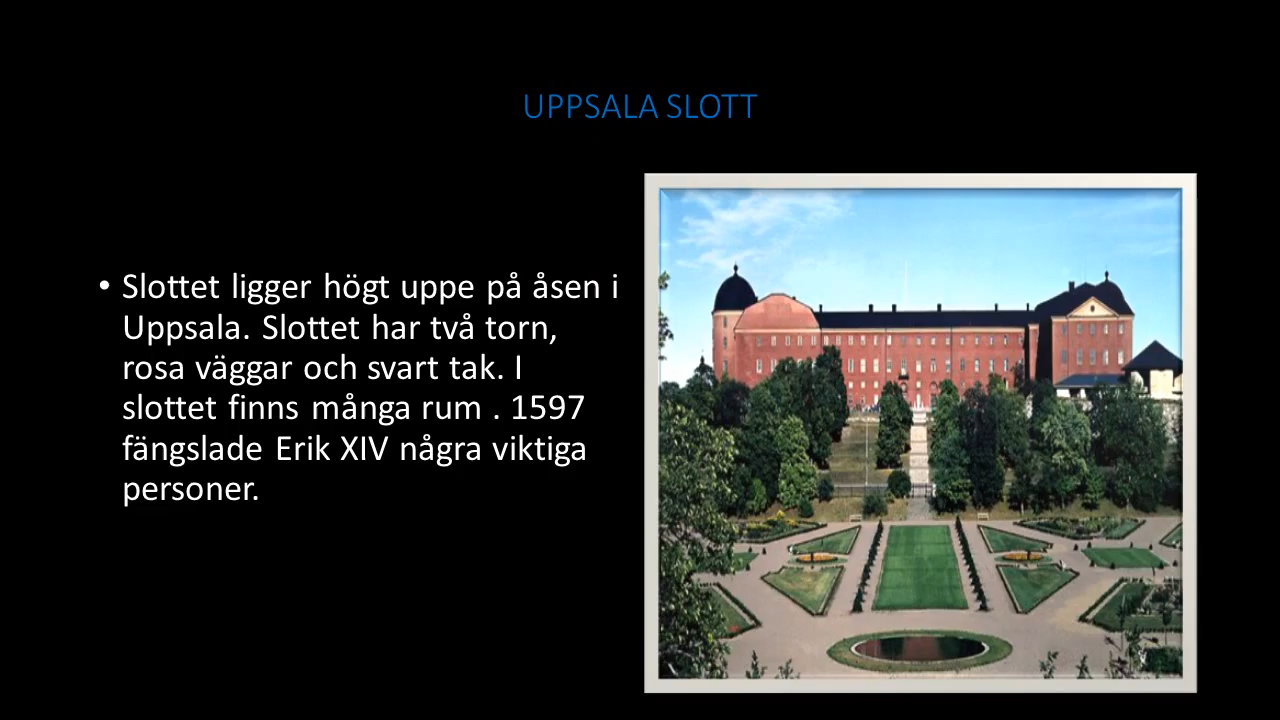 UPPSALA SLOTT
• Slottet ligger högt uppe på åsen i
Uppsala. Slottet har två torn,
rosa väggar och svart tak. I
slottet finns många rum . 1597
fängslade Erik XIV några viktiga
personer.